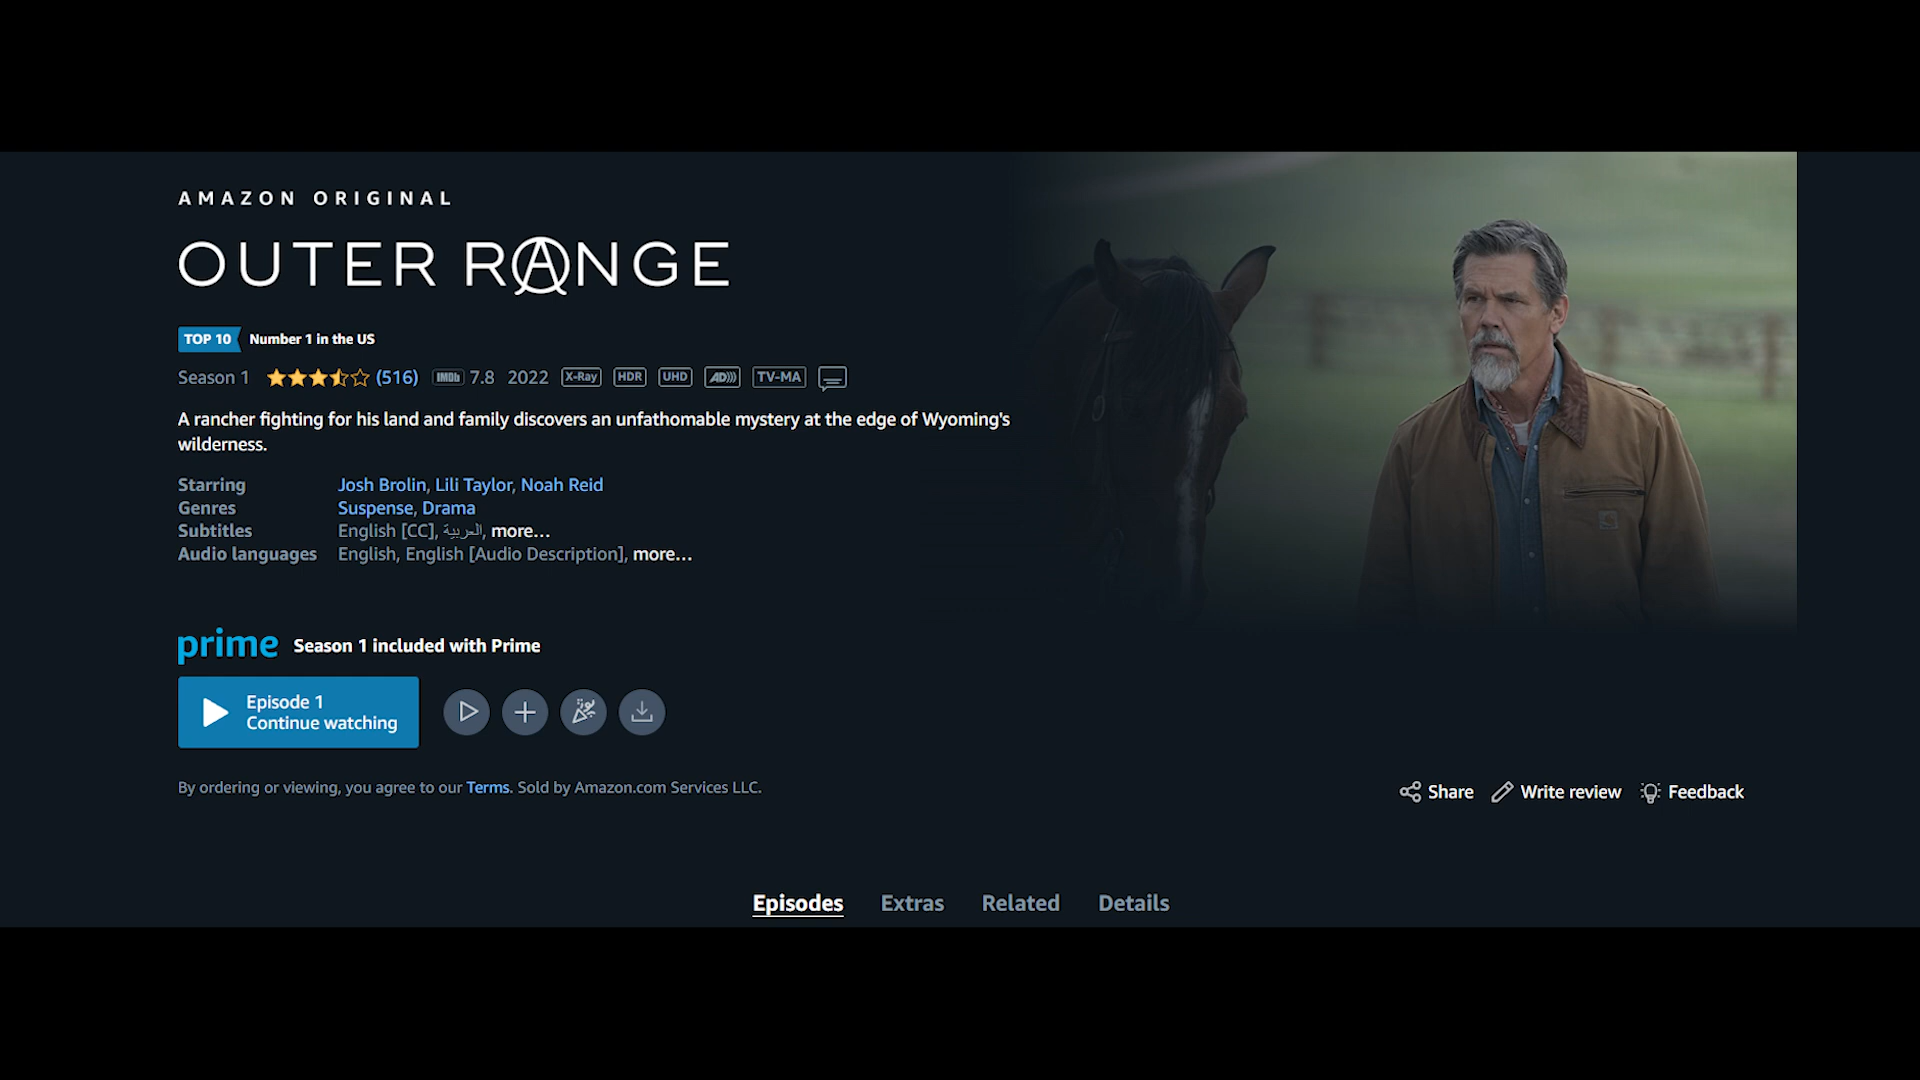 AMAZON ORIGINAL
OUTER RANGE
TOP 10 Number 1 in the US
Season 1 (516) IMDb 7.8 2022 X-Ray HDR UHD AD))) TV-MA
A rancher fighting for his land and family discovers an unfathomable mystery at the edge of Wyoming's
wilderness.
Starring Josh Brolin, Lili Taylor, Noah Reid
Genres Suspense, Drama
Subtitles English [CC], العربية, more...
Audio languages English, English [Audio Description], more...
prime Season 1 included with Prime
Episode 1
Continue watching
By ordering or viewing, you agree to our Terms. Sold by Amazon.com Services LLC.
Share Write review Feedback
Episodes Extras Related Details